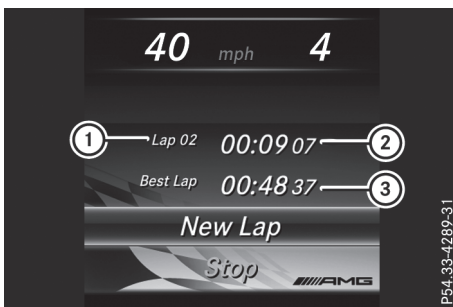 40 mph 4
1 Lap 02 00:09 07 2
Best Lap 00:48 37 3
New Lap
Stop
AMG
P54.33-4289-31